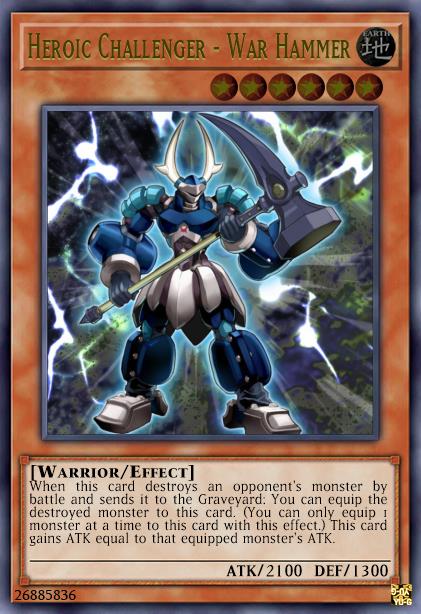 HEROIC CHALLENGER - WAR HAMMER
EARTH
地
[WARRIOR/EFFECT]
When this card destroys an opponent's monster by
battle and sends it to the Graveyard: You can equip the
destroyed monster to this card. (You can only equip 1
monster at a time to this card with this effect.) This card
gains ATK equal to that equipped monster's ATK.
ATK/2100 DEF/1300
26885836